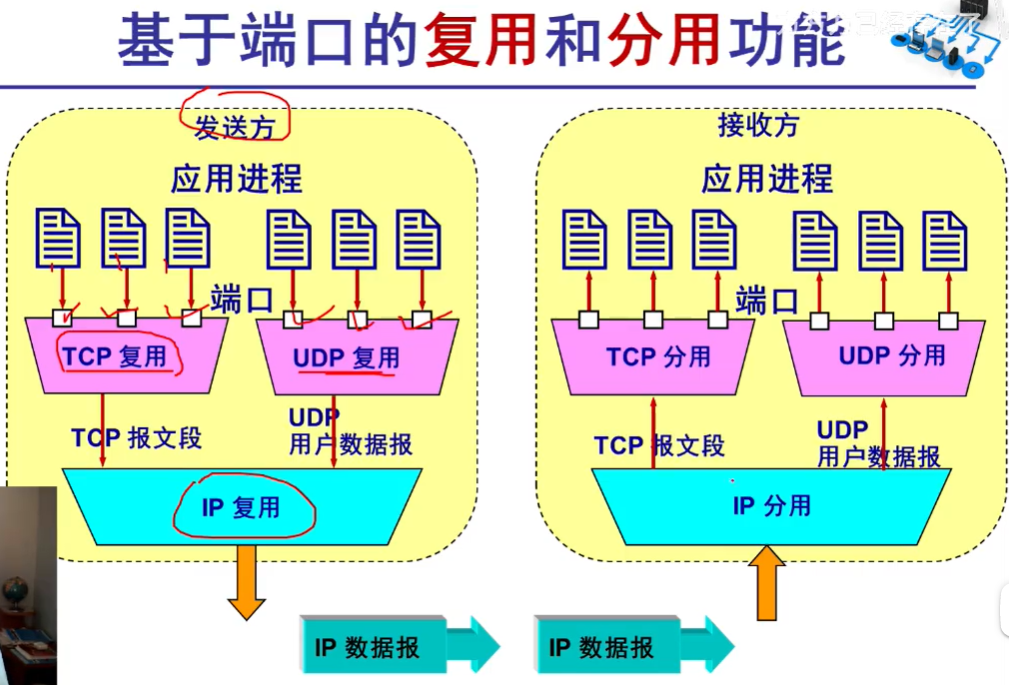 基于端口的复用和分用功能
发送方
应用进程
端口
TCP 复用
UDP 复用
TCP 报文段
UDP
用户数据报
IP 复用
接收方
应用进程
端口
TCP 分用
UDP 分用
TCP 报文段
UDP
用户数据报
IP 分用
IP 数据报
IP 数据报